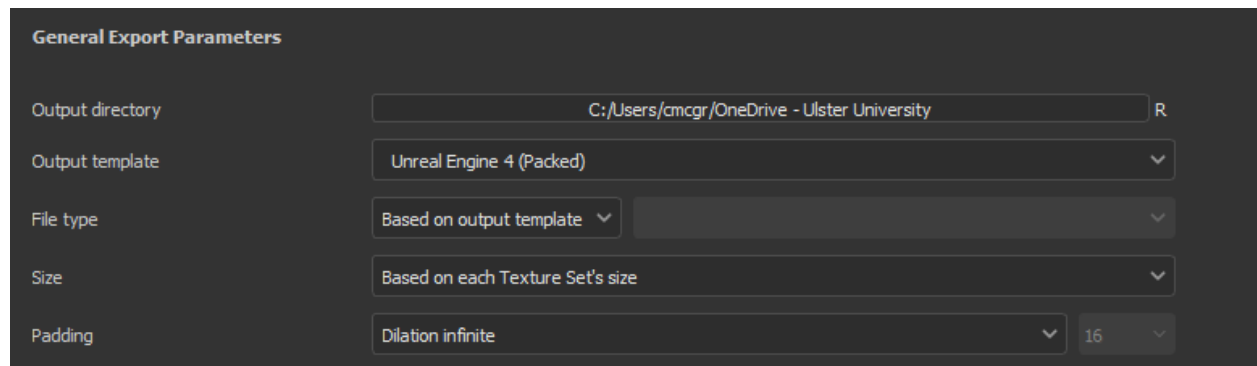 General Export Parameters
Output directory C:/Users/cmcgr/OneDrive - Ulster University R
Output template Unreal Engine 4 (Packed)
File type Based on output template
Size Based on each Texture Set's size
Padding Dilation infinite 16